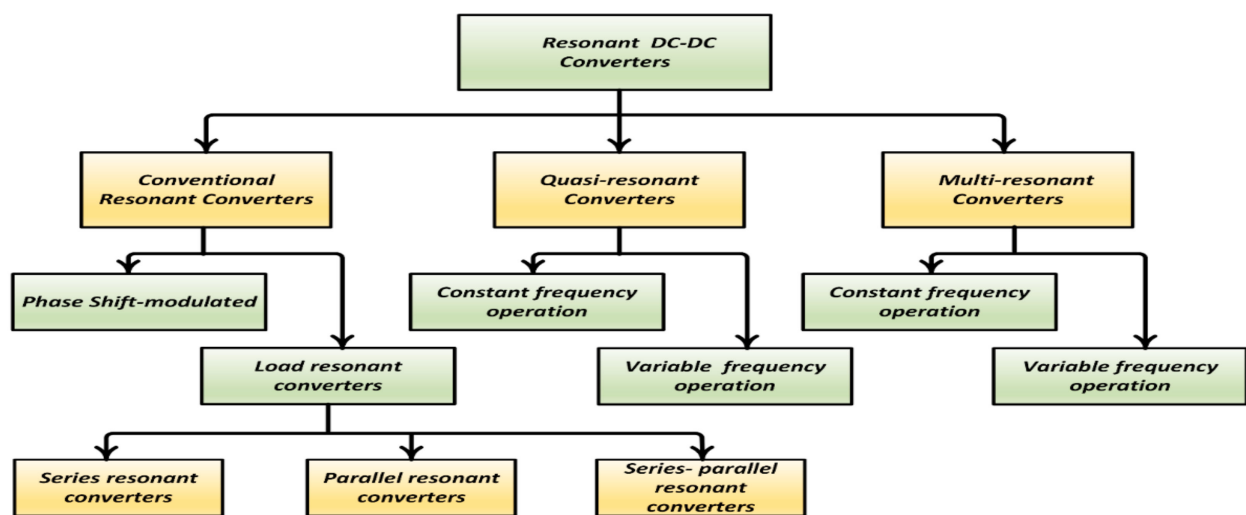 Resonant DC-DC
Converters
Conventional
Resonant Converters
Quasi-resonant
Converters
Multi-resonant
Converters
Phase Shift-modulated
Constant frequency
operation
Constant frequency
operation
Load resonant
converters
Variable frequency
operation
Variable frequency
operation
Series resonant
converters
Parallel resonant
converters
Series- parallel
resonant
converters